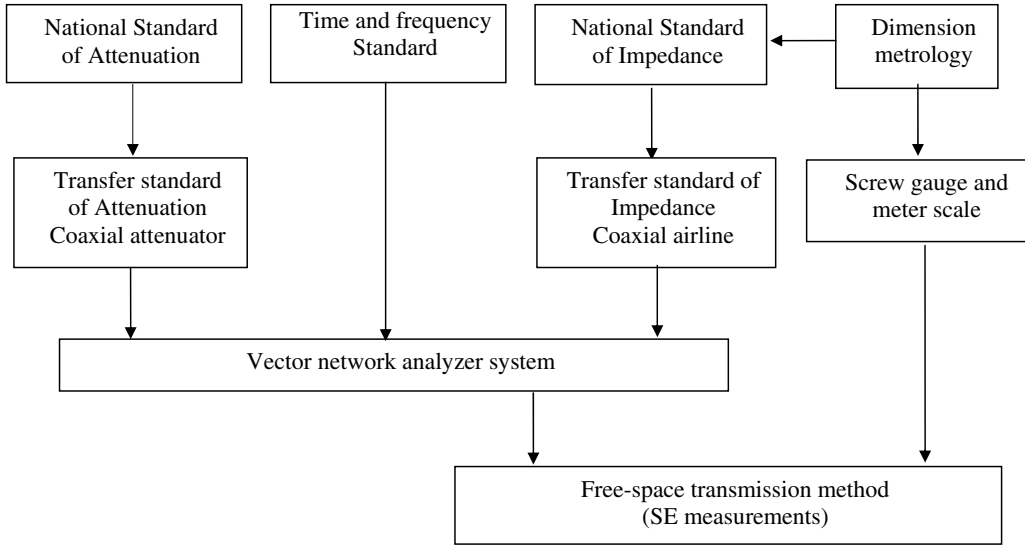 National Standard
of Attenuation
Time and frequency
Standard
National Standard
of Impedance
Dimension
metrology
Transfer standard
of Attenuation
Coaxial attenuator
Transfer standard of
Impedance
Coaxial airline
Screw gauge and
meter scale
Vector network analyzer system
Free-space transmission method
(SE measurements)